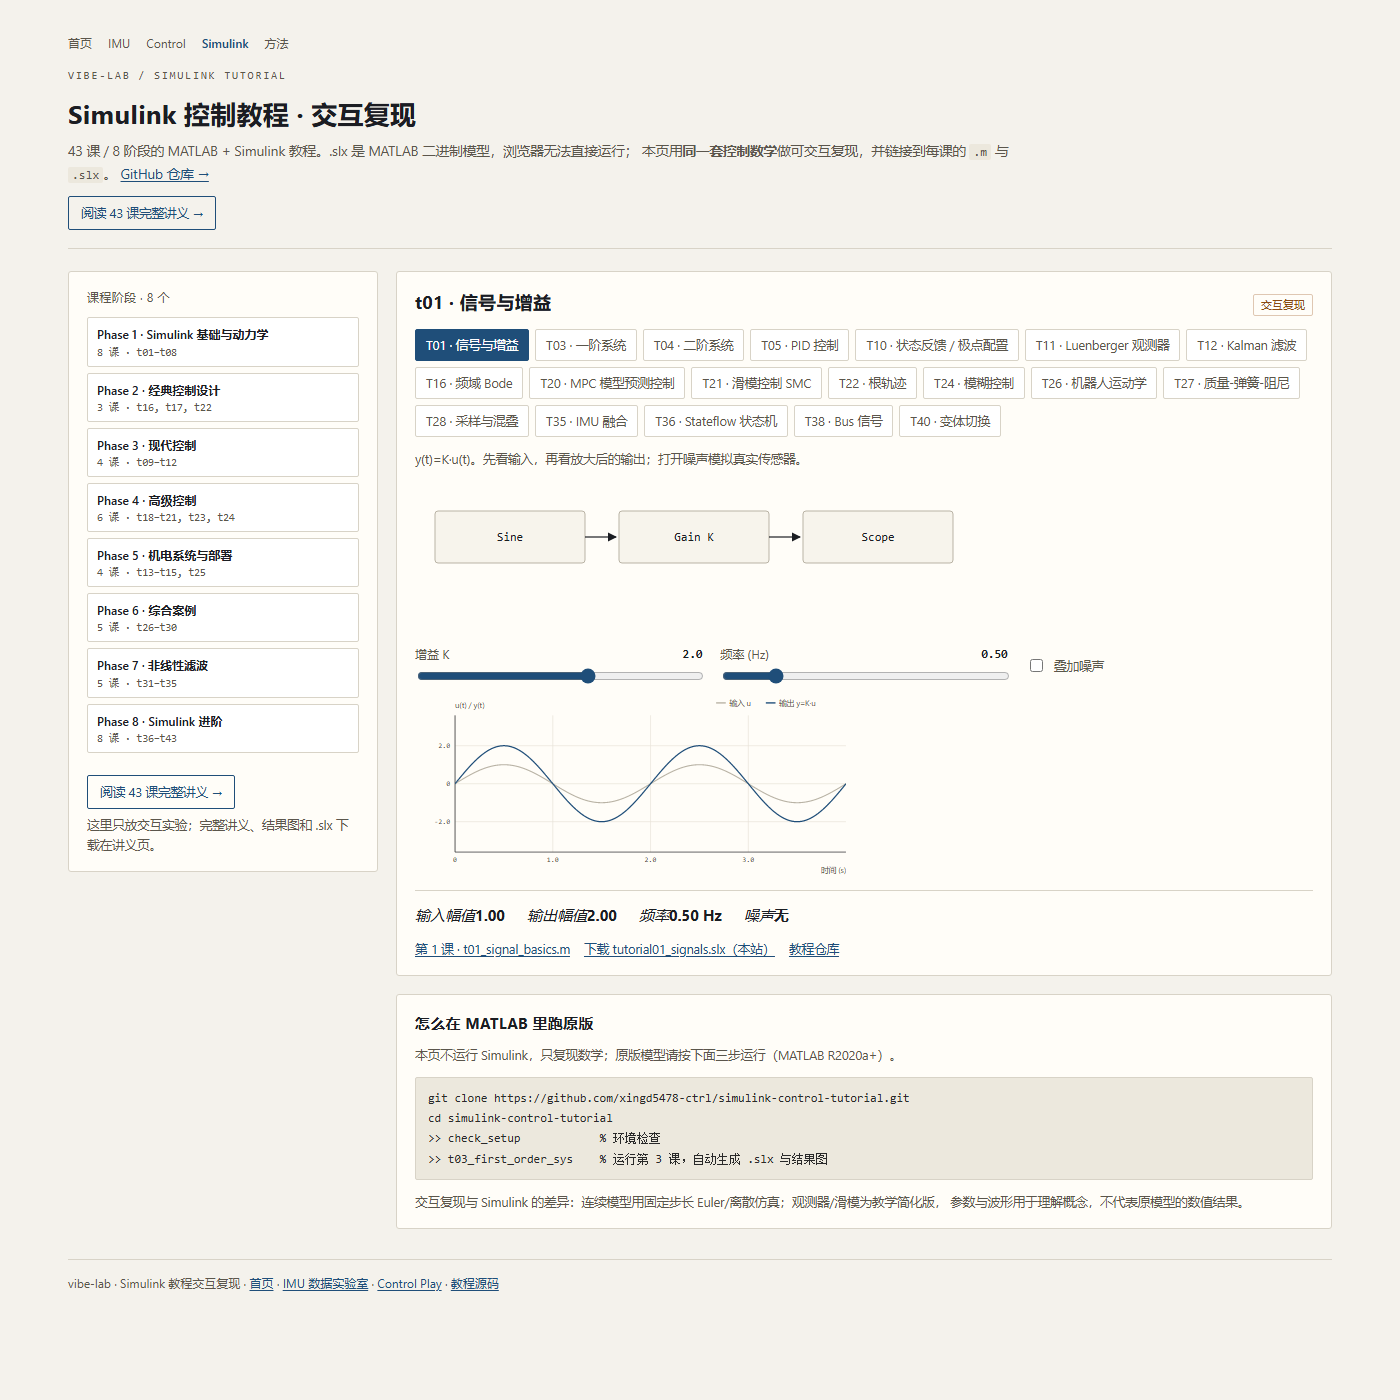 首页 IMU Control Simulink 方法
VIBE-LAB / SIMULINK TUTORIAL
Simulink 控制教程 · 交互复现
43 课 / 8 阶段的 MATLAB + Simulink 教程。.slx 是 MATLAB 二进制模型，浏览器无法直接运行； 本页用同一套控制数学做可交互复现，并链接到每课的 .m 与
.slx 。 GitHub 仓库 →
阅读 43 课完整讲义 →
课程阶段 · 8 个
Phase 1 · Simulink 基础与动力学
8 课 · t01–t08
Phase 2 · 经典控制设计
3 课 · t16, t17, t22
Phase 3 · 现代控制
4 课 · t09–t12
Phase 4 · 高级控制
6 课 · t18–t21, t23, t24
Phase 5 · 机电系统与部署
4 课 · t13–t15, t25
Phase 6 · 综合案例
5 课 · t26–t30
Phase 7 · 非线性滤波
5 课 · t31–t35
Phase 8 · Simulink 进阶
8 课 · t36–t43
阅读 43 课完整讲义 →
这里只放交互实验；完整讲义、结果图和 .slx 下
载在讲义页。
t01 · 信号与增益
交互复现
T01 · 信号与增益 T03 · 一阶系统 T04 · 二阶系统 T05 · PID 控制 T10 · 状态反馈 / 极点配置 T11 · Luenberger 观测器 T12 · Kalman 滤波
T16 · 频域 Bode T20 · MPC 模型预测控制 T21 · 滑模控制 SMC T22 · 根轨迹 T24 · 模糊控制 T26 · 机器人运动学 T27 · 质量-弹簧-阻尼
T28 · 采样与混叠 T35 · IMU 融合 T36 · Stateflow 状态机 T38 · Bus 信号 T40 · 变体切换
y(t)=K·u(t)。先看输入，再看放大后的输出；打开噪声模拟真实传感器。
Sine Gain K Scope
增益 K 2.0 频率 (Hz) 0.50 叠加噪声
u(t) / y(t) 输入 u 输出 y=K·u
2.0
0
-2.0
0 1.0 2.0 3.0
时间 (s)
输入幅值1.00 输出幅值2.00 频率0.50 Hz 噪声无
第 1 课 · t01_signal_basics.m 下载 tutorial01_signals.slx（本站） 教程仓库
怎么在 MATLAB 里跑原版
本页不运行 Simulink，只复现数学；原版模型请按下面三步运行（MATLAB R2020a+）。
git clone https://github.com/xingd5478-ctrl/simulink-control-tutorial.git
cd simulink-control-tutorial
>> check_setup % 环境检查
>> t03_first_order_sys % 运行第 3 课，自动生成 .slx 与结果图
交互复现与 Simulink 的差异：连续模型用固定步长 Euler/离散仿真；观测器/滑模为教学简化版， 参数与波形用于理解概念，不代表原模型的数值结果。
vibe-lab · Simulink 教程交互复现 · 首页 · IMU 数据实验室 · Control Play · 教程源码